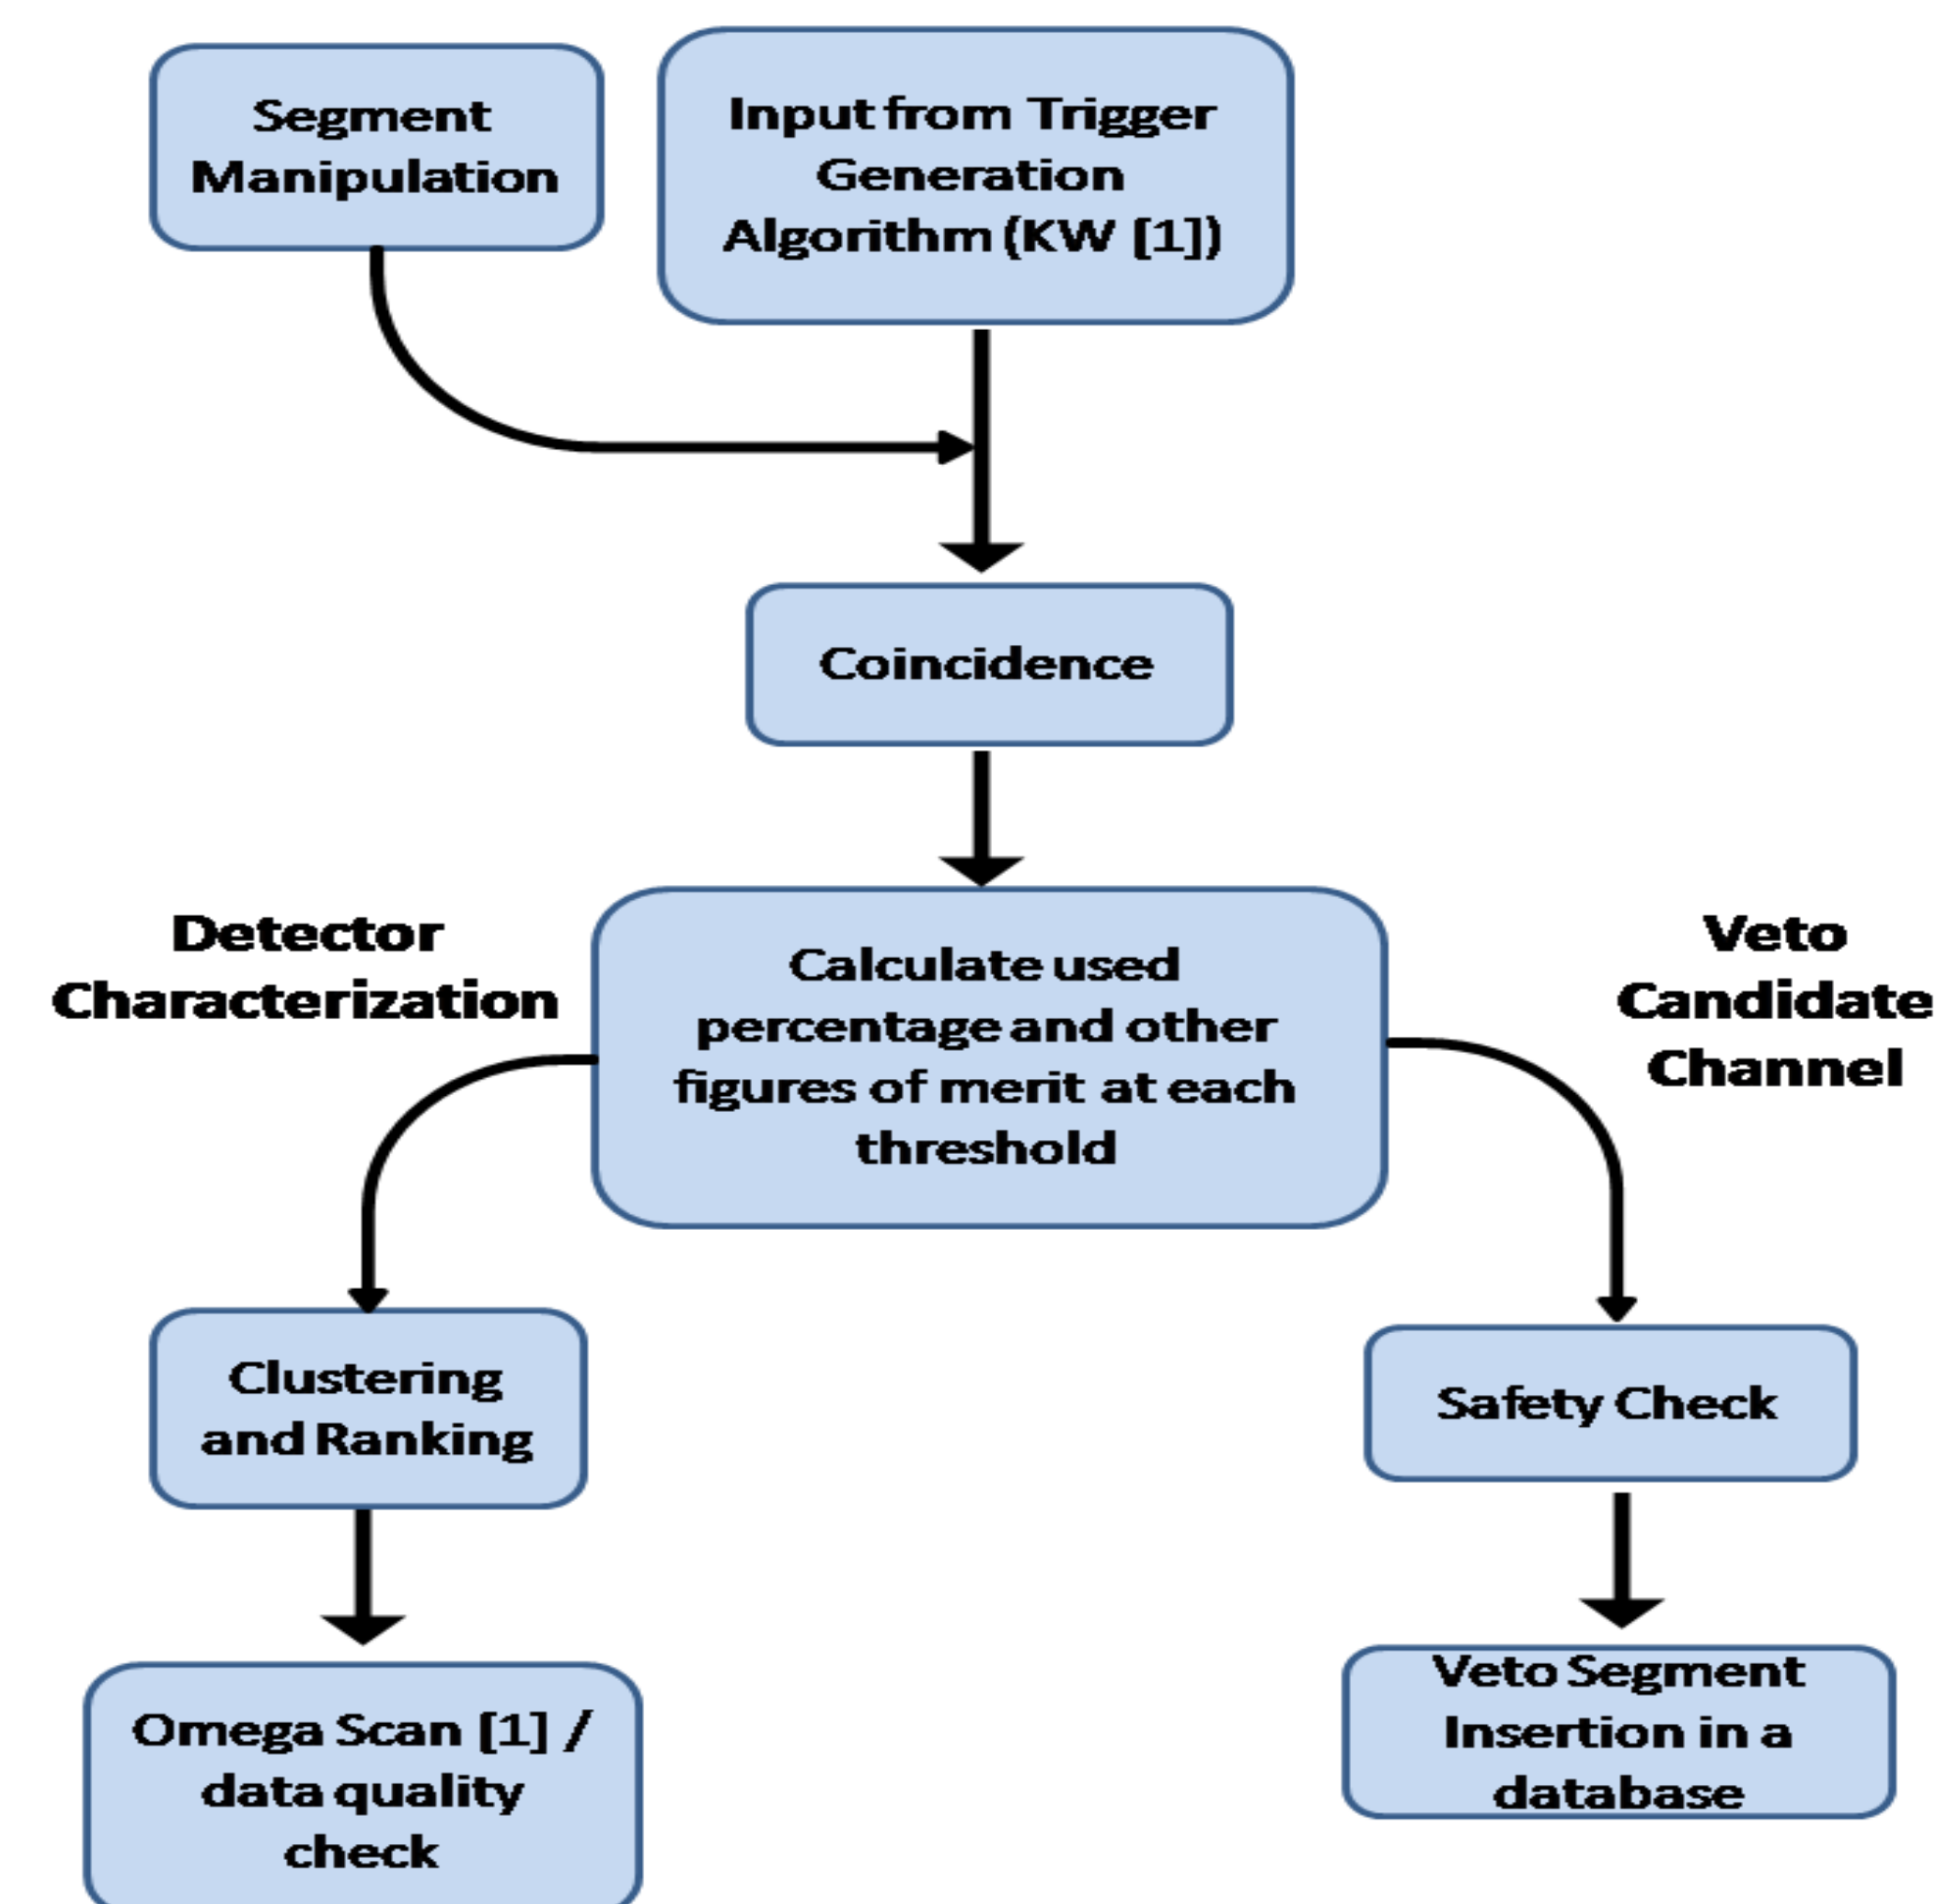 Segment
Manipulation
Input from Trigger
Generation
Algorithm (KW [1])
Coincidence
Detector
Characterization
Calculate used
percentage and other
figures of merit at each
threshold
Veto
Candidate
Channel
Clustering
and Ranking
Safety Check
Omega Scan [1] /
data quality
check
Veto Segment
Insertion in a
database